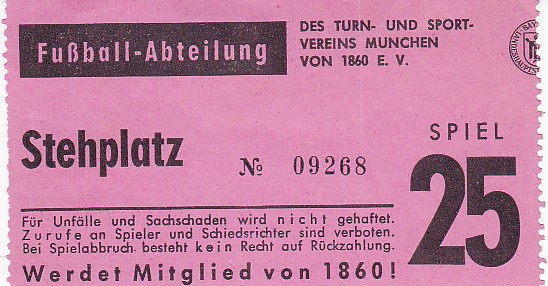 Fußball-Abteilung
DES TURN- UND SPORT-
VEREINS MUNCHEN
VON 1860 E. V.
Stehplatz
№ 09268
SPIEL
25
Für Unfälle und Sachschaden wird nicht gehaftet.
Zurufe an Spieler und Schiedsrichter sind verboten.
Bei Spielabbruch besteht kein Recht auf Rückzahlung.
Werdet Mitglied von 1860!